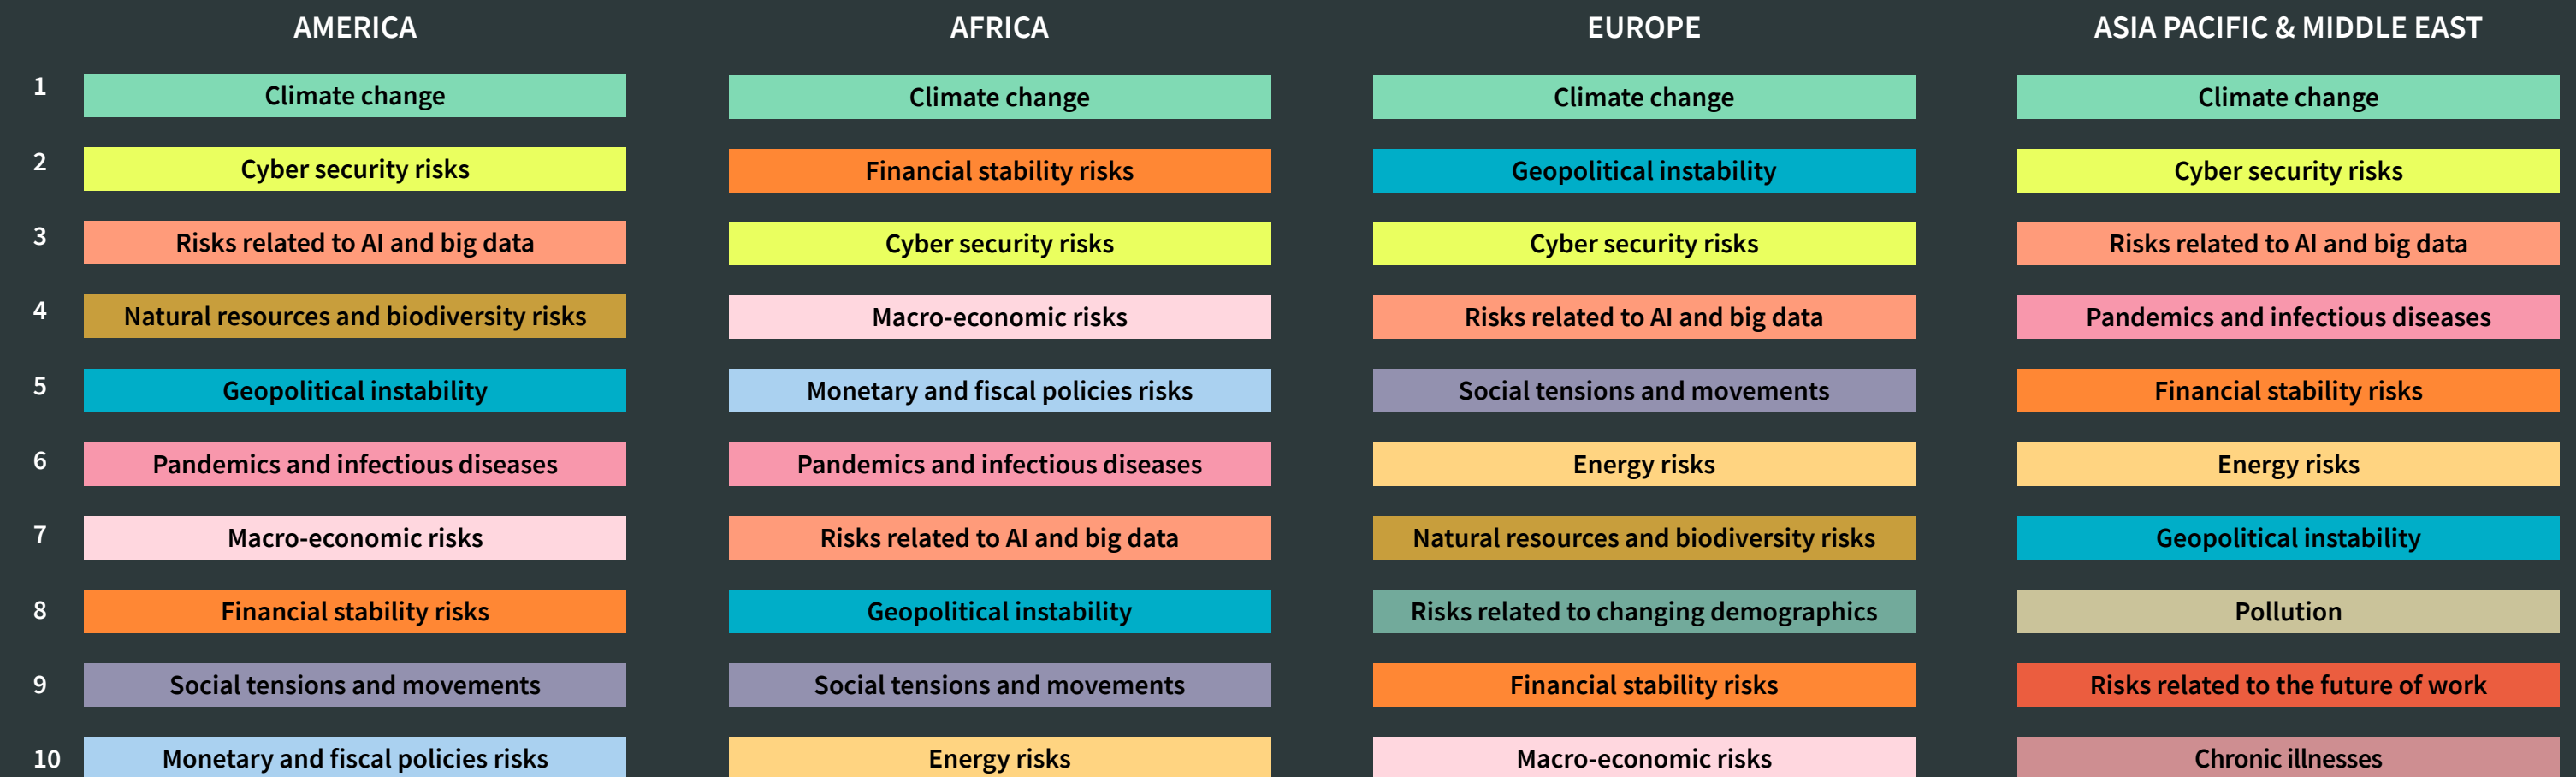 AMERICA AFRICA EUROPE ASIA PACIFIC & MIDDLE EAST
1 Climate change Climate change Climate change Climate change
2 Cyber security risks Financial stability risks Geopolitical instability Cyber security risks
3 Risks related to AI and big data Cyber security risks Cyber security risks Risks related to AI and big data
4 Natural resources and biodiversity risks Macro-economic risks Risks related to AI and big data Pandemics and infectious diseases
5 Geopolitical instability Monetary and fiscal policies risks Social tensions and movements Financial stability risks
6 Pandemics and infectious diseases Pandemics and infectious diseases Energy risks Energy risks
7 Macro-economic risks Risks related to AI and big data Natural resources and biodiversity risks Geopolitical instability
8 Financial stability risks Geopolitical instability Risks related to changing demographics Pollution
9 Social tensions and movements Social tensions and movements Financial stability risks Risks related to the future of work
10 Monetary and fiscal policies risks Energy risks Macro-economic risks Chronic illnesses